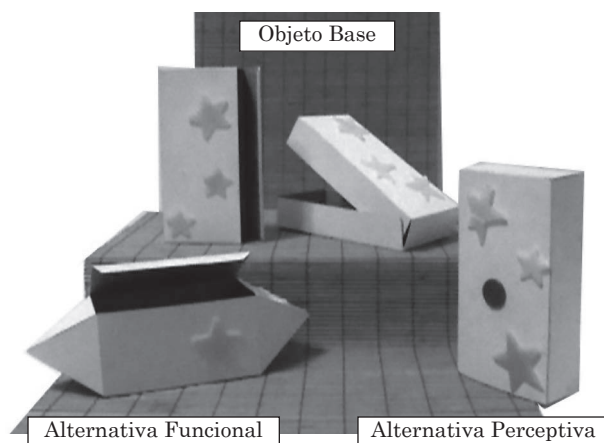 Objeto Base
Alternativa Funcional
Alternativa Perceptiva